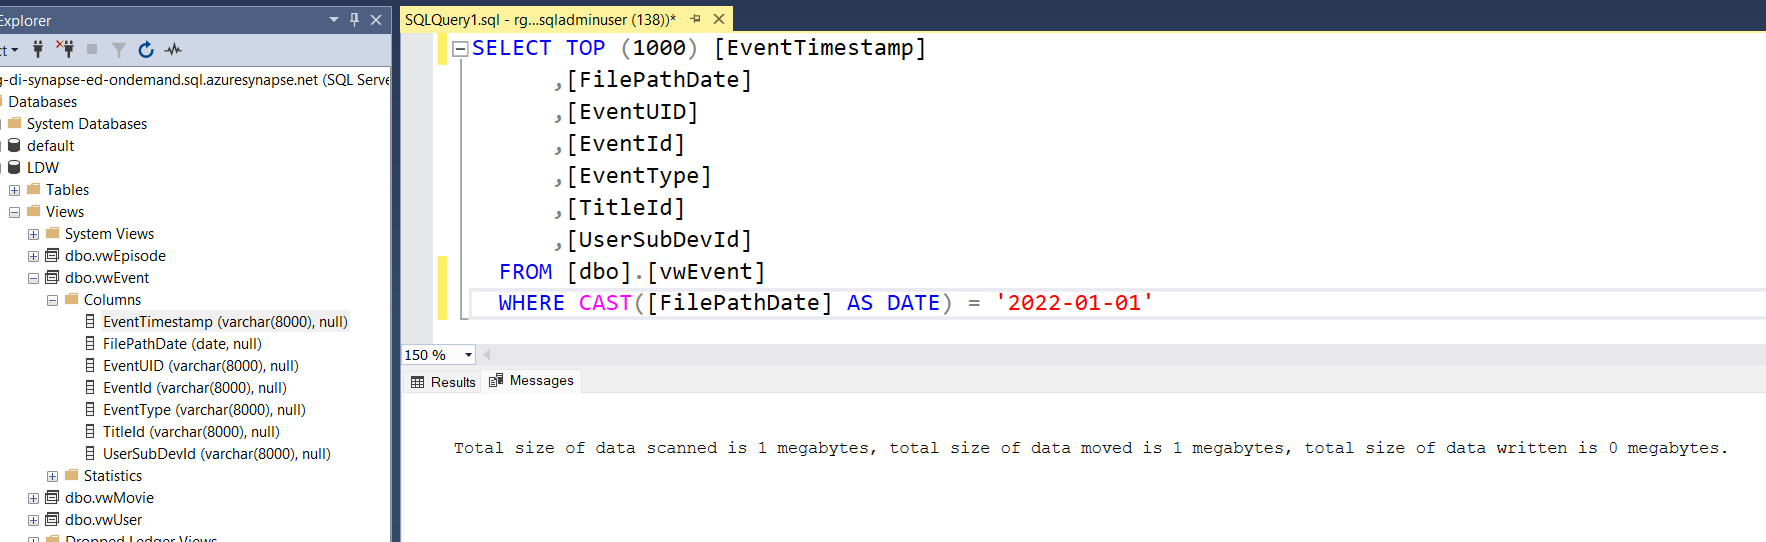 Explorer
SQLQuery1.sql - rg...sqladminuser (138))*
ct
g-di-synapse-ed-ondemand.sql.azuresynapse.net (SQL Serve
Databases
System Databases
default
LDW
Tables
Views
System Views
dbo.vwEpisode
dbo.vwEvent
Columns
EventTimestamp (varchar(8000), null)
FilePathDate (date, null)
EventUID (varchar(8000), null)
EventId (varchar(8000), null)
EventType (varchar(8000), null)
TitleId (varchar(8000), null)
UserSubDevId (varchar(8000), null)
Statistics
dbo.vwMovie
dbo.vwUser
Dropped Ledger Views
SELECT TOP (1000) [EventTimestamp]
,[FilePathDate]
,[EventUID]
,[EventId]
,[EventType]
,[TitleId]
,[UserSubDevId]
FROM [dbo].[vwEvent]
WHERE CAST([FilePathDate] AS DATE) = '2022-01-01'
150 %
Results Messages
Total size of data scanned is 1 megabytes, total size of data moved is 1 megabytes, total size of data written is 0 megabytes.